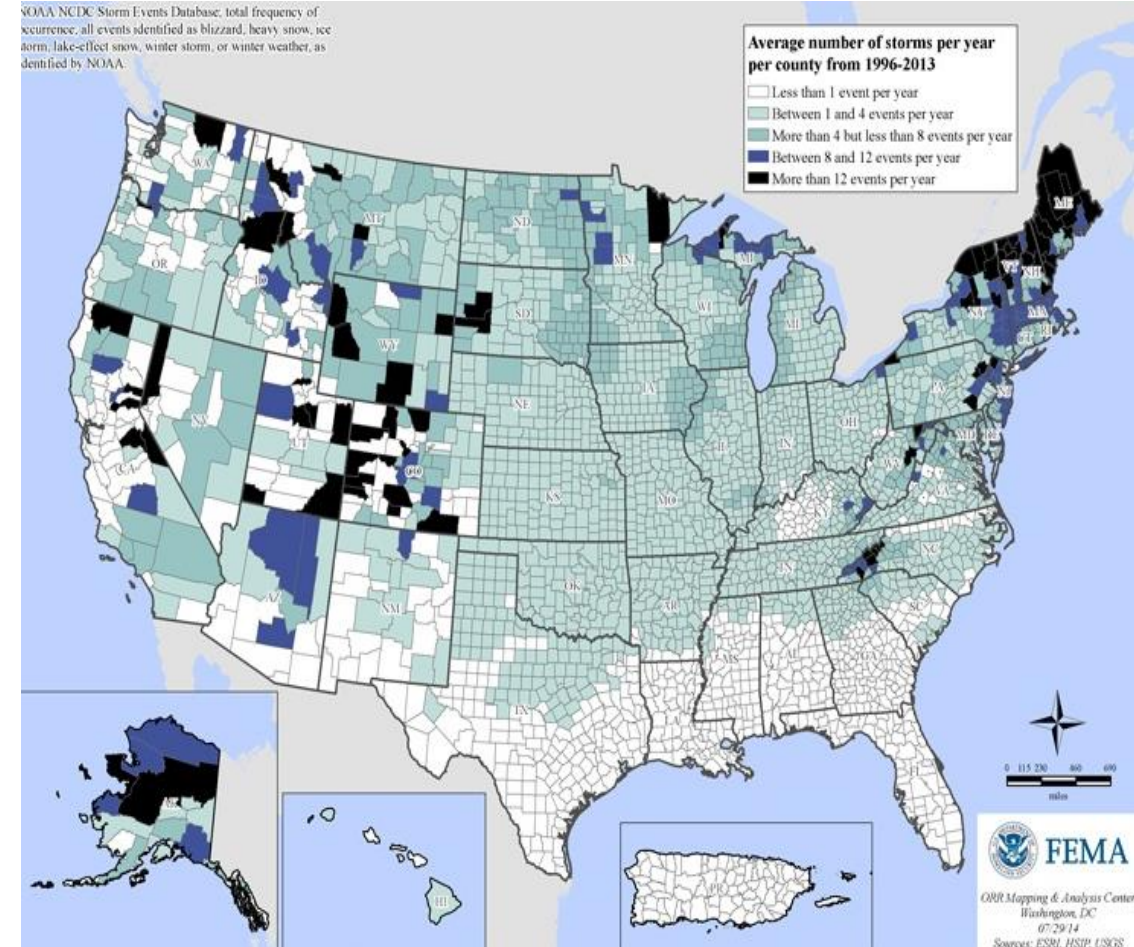 NOAA NCDC Storm Events Database, total frequency of
occurrence, all events identified as blizzard, heavy snow, ice
storm, lake-effect snow, winter storm, or winter weather, as
identified by NOAA.
Average number of storms per year
per county from 1996-2013
Less than 1 event per year
Between 1 and 4 events per year
More than 4 but less than 8 events per year
Between 8 and 12 events per year
More than 12 events per year
WA
MT
ND
MN
MI
ME
VT
NH
OR
ID
SD
WI
MI
NY
MA
RI
CT
WY
IA
PA
NJ
NV
UT
NE
IL
IN
OH
MD
DE
CA
CO
KS
MO
KY
WV
VA
AZ
NM
OK
AR
TN
NC
SC
TX
LA
MS
AL
GA
FL
AK
HI
PR
0 115 230 460 690
miles
FEMA
ORR Mapping & Analysis Center
Washington, DC
07/29/14
Sources: ESRI, HSIP, USGS